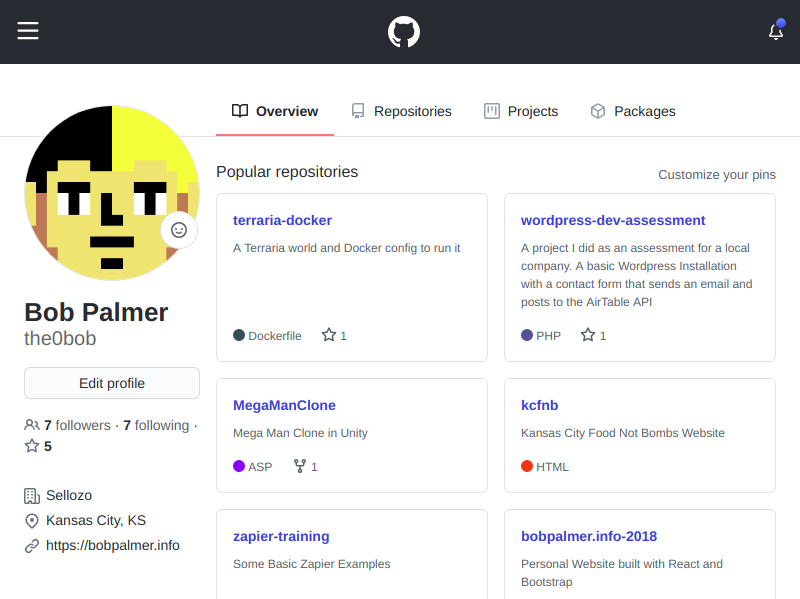 Overview Repositories Projects Packages
Bob Palmer
the0bob
Edit profile
7 followers · 7 following ·
5
Sellozo
Kansas City, KS
https://bobpalmer.info
Popular repositories Customize your pins
terraria-docker
A Terraria world and Docker config to run it
Dockerfile 1
wordpress-dev-assessment
A project I did as an assessment for a local
company. A basic Wordpress Installation
with a contact form that sends an email and
posts to the AirTable API
PHP 1
MegaManClone
Mega Man Clone in Unity
ASP 1
kcfnb
Kansas City Food Not Bombs Website
HTML
zapier-training
Some Basic Zapier Examples
bobpalmer.info-2018
Personal Website built with React and
Bootstrap